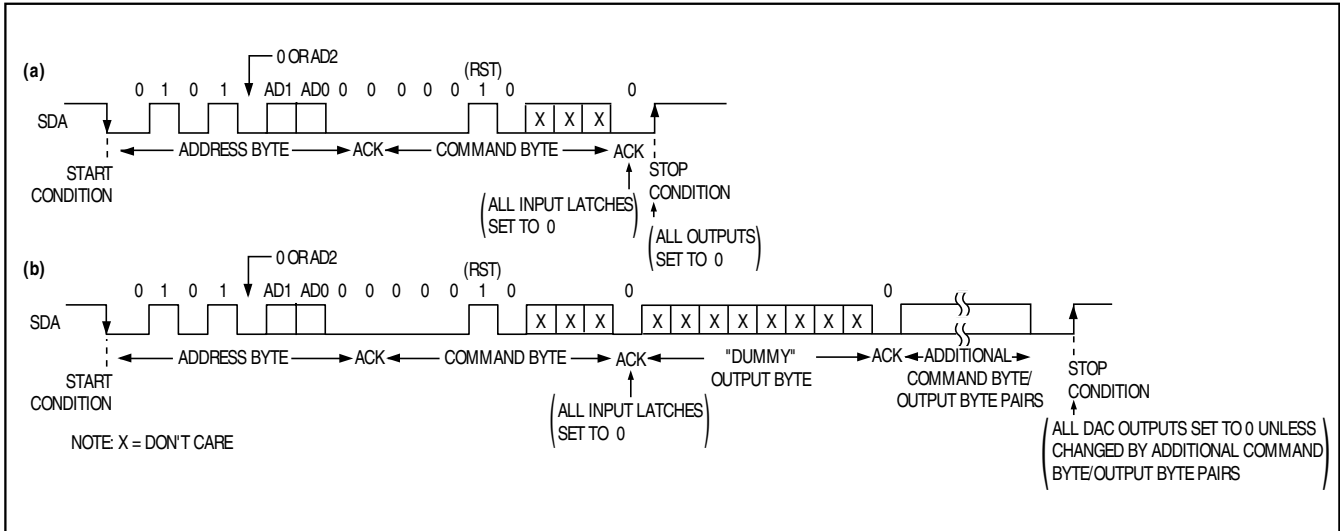 (a)
0 OR AD2
0 1 0 1 AD1 AD0 0 0 0 0 0 (RST) 1 0 0
SDA
X X X
ADDRESS BYTE ACK COMMAND BYTE ACK
START CONDITION
STOP CONDITION
(ALL INPUT LATCHES SET TO 0)
(ALL OUTPUTS SET TO 0)
(b)
0 OR AD2
0 1 0 1 AD1 AD0 0 0 0 0 0 (RST) 1 0 0 0
SDA
X X X X X X X X X X X
ADDRESS BYTE ACK COMMAND BYTE ACK "DUMMY" OUTPUT BYTE ACK ADDITIONAL COMMAND BYTE/ OUTPUT BYTE PAIRS
START CONDITION
STOP CONDITION
(ALL INPUT LATCHES SET TO 0)
(ALL DAC OUTPUTS SET TO 0 UNLESS CHANGED BY ADDITIONAL COMMAND BYTE/OUTPUT BYTE PAIRS)
NOTE: X = DON'T CARE